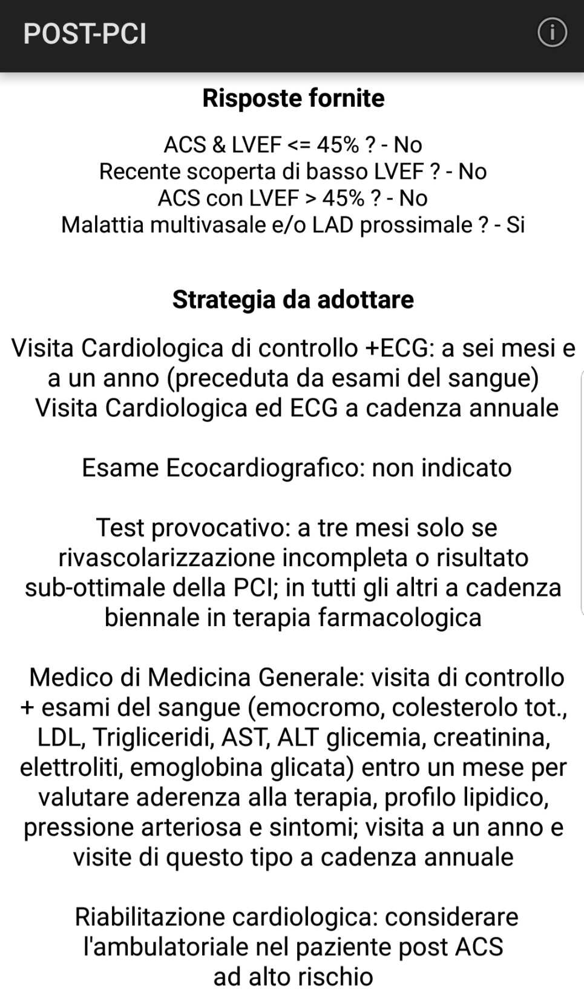 POST-PCI
Risposte fornite
ACS & LVEF <= 45% ? - No
Recente scoperta di basso LVEF ? - No
ACS con LVEF > 45% ? - No
Malattia multivasale e/o LAD prossimale ? - Si
Strategia da adottare
Visita Cardiologica di controllo +ECG: a sei mesi e
a un anno (preceduta da esami del sangue)
Visita Cardiologica ed ECG a cadenza annuale
Esame Ecocardiografico: non indicato
Test provocativo: a tre mesi solo se
rivascolarizzazione incompleta o risultato
sub-ottimale della PCI; in tutti gli altri a cadenza
biennale in terapia farmacologica
Medico di Medicina Generale: visita di controllo
+ esami del sangue (emocromo, colesterolo tot.,
LDL, Trigliceridi, AST, ALT glicemia, creatinina,
elettroliti, emoglobina glicata) entro un mese per
valutare aderenza alla terapia, profilo lipidico,
pressione arteriosa e sintomi; visita a un anno e
visite di questo tipo a cadenza annuale
Riabilitazione cardiologica: considerare
l'ambulatoriale nel paziente post ACS
ad alto rischio